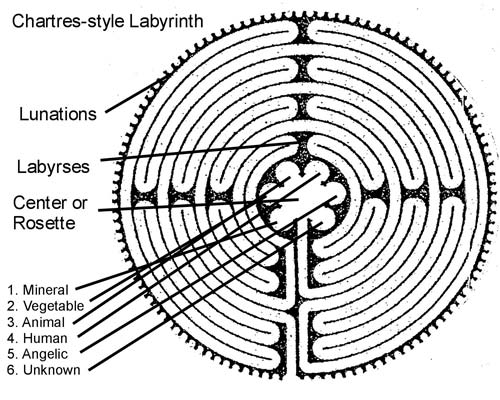 Chartres-style Labyrinth
Lunations
Labyrses
Center or
Rosette
1. Mineral
2. Vegetable
3. Animal
4. Human
5. Angelic
6. Unknown